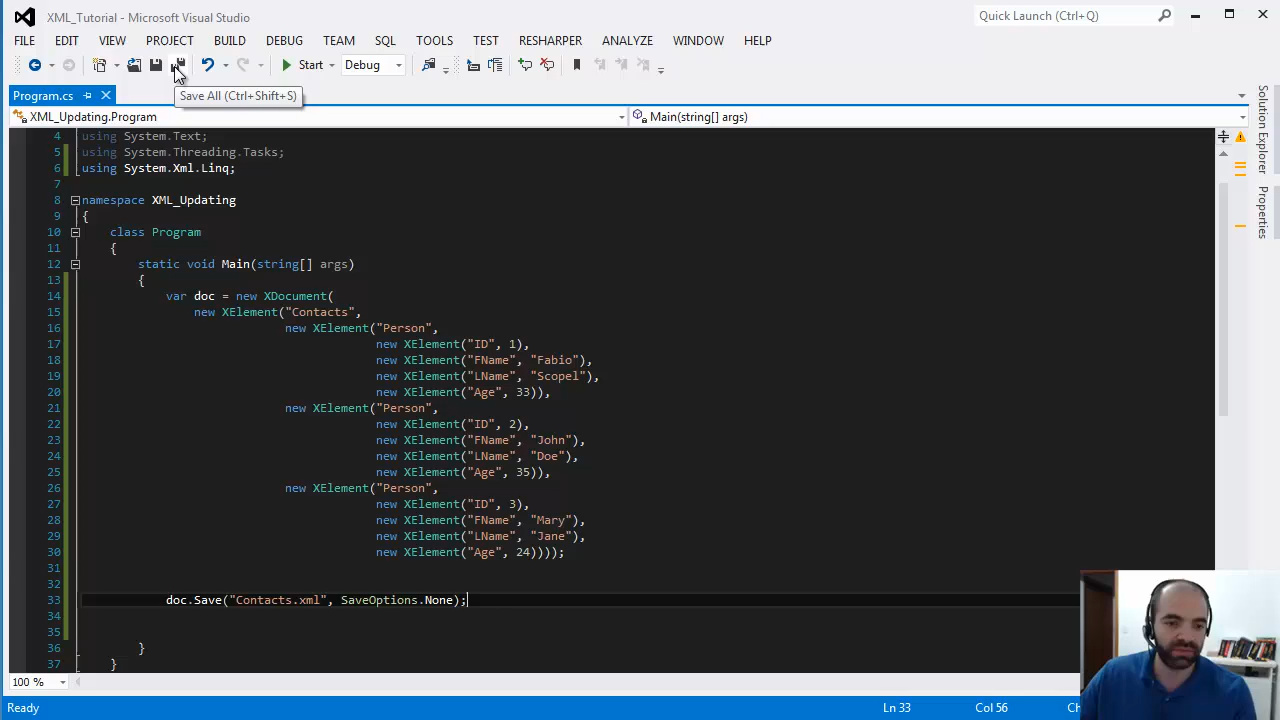 XML_Tutorial - Microsoft Visual Studio
Quick Launch (Ctrl+Q)
FILE EDIT VIEW PROJECT BUILD DEBUG TEAM SQL TOOLS TEST RESHARPER ANALYZE WINDOW HELP
Start Debug
Program.cs
Save All (Ctrl+Shift+S)
XML_Updating.Program Main(string[] args)
4 using System.Text;
5 using System.Threading.Tasks;
6 using System.Xml.Linq;
7
8 namespace XML_Updating
9 {
10 class Program
11 {
12 static void Main(string[] args)
13 {
14 var doc = new XDocument(
15 new XElement("Contacts",
16 new XElement("Person",
17 new XElement("ID", 1),
18 new XElement("FName", "Fabio"),
19 new XElement("LName", "Scopel"),
20 new XElement("Age", 33)),
21 new XElement("Person",
22 new XElement("ID", 2),
23 new XElement("FName", "John"),
24 new XElement("LName", "Doe"),
25 new XElement("Age", 35)),
26 new XElement("Person",
27 new XElement("ID", 3),
28 new XElement("FName", "Mary"),
29 new XElement("LName", "Jane"),
30 new XElement("Age", 24))));
31
32
33 doc.Save("Contacts.xml", SaveOptions.None);
34
35
36 }
37 }
100 %
Ready Ln 33 Col 56
Solution Explorer
Properties